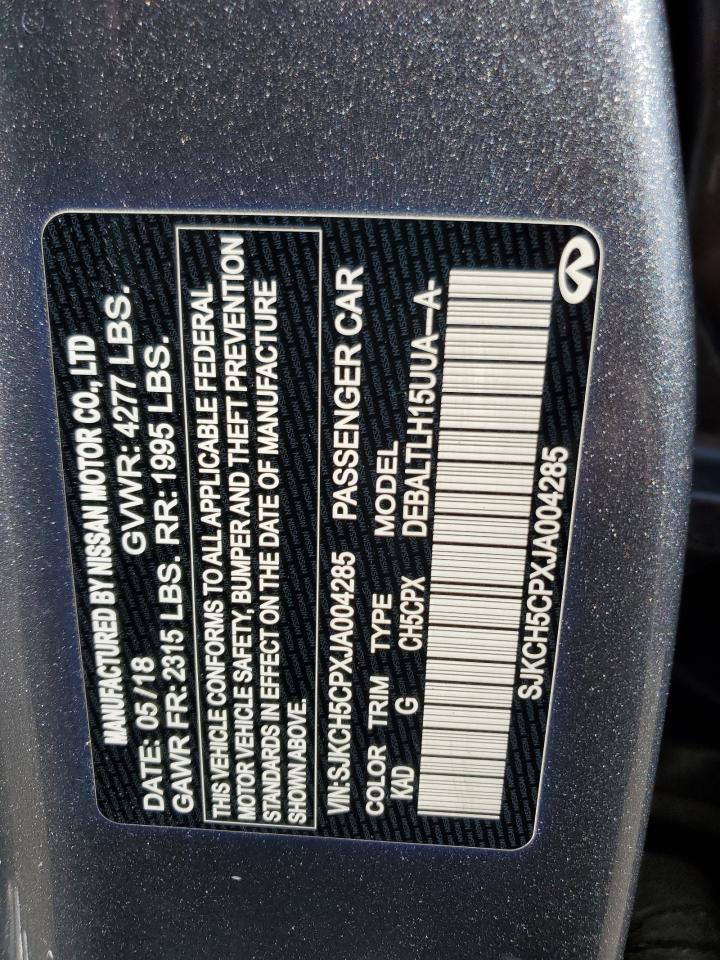 MANUFACTURED BY NISSAN MOTOR CO., LTD
DATE: 05/18 GVWR: 4277 LBS.
GAWR FR: 2315 LBS. RR: 1995 LBS.
THIS VEHICLE CONFORMS TO ALL APPLICABLE FEDERAL
MOTOR VEHICLE SAFETY, BUMPER AND THEFT PREVENTION
STANDARDS IN EFFECT ON THE DATE OF MANUFACTURE
SHOWN ABOVE.
VIN: SJKCH5CPXJA004285 PASSENGER CAR
COLOR TRIM TYPE MODEL
KAD G CH5CPX DEBALTLH15UUA--A-
SJKCH5CPXJA004285